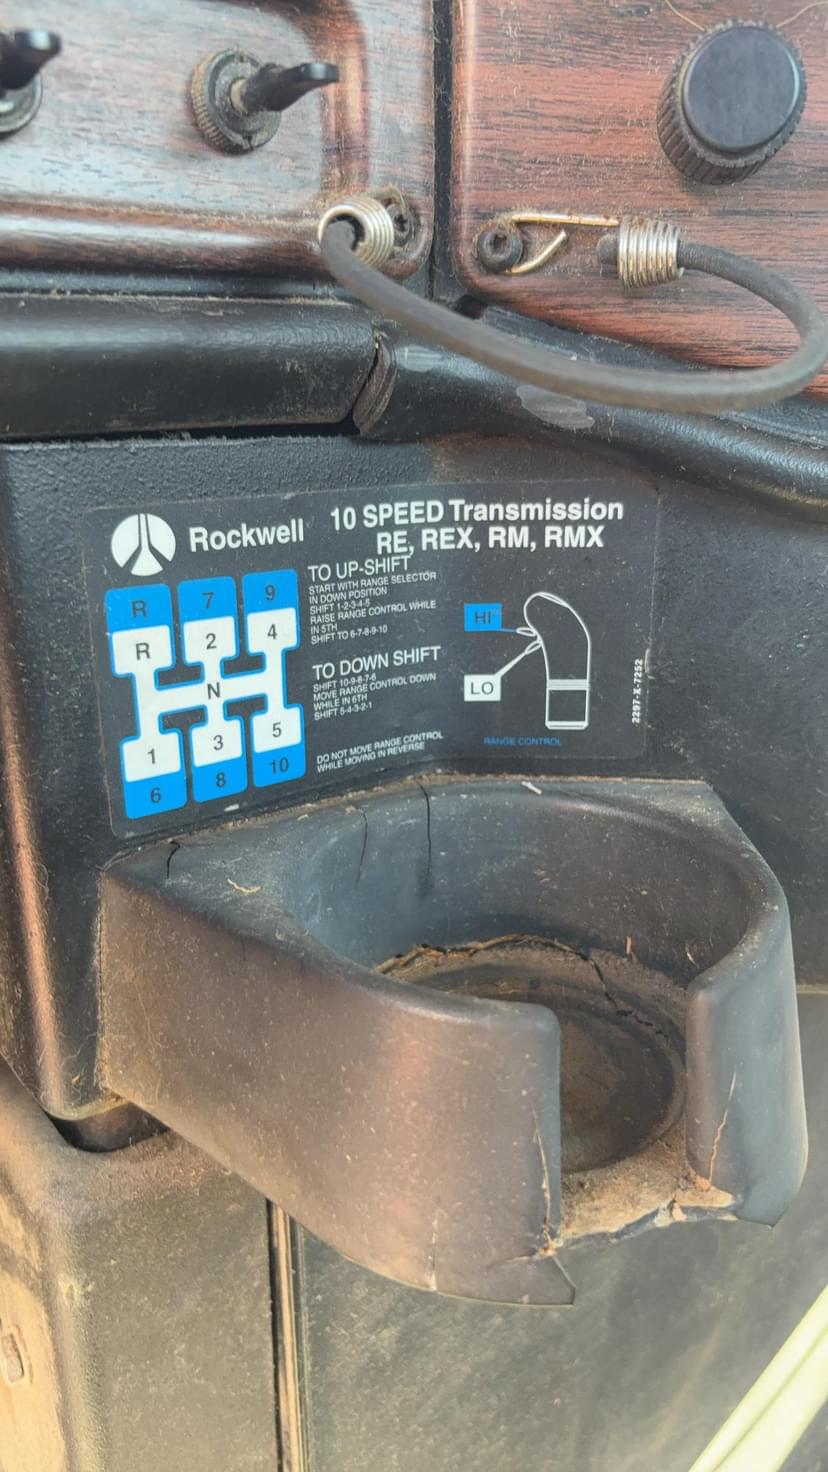 Rockwell
10 SPEED Transmission
RE, REX, RM, RMX
R 7 9
R 2 4
N
1 3 5
6 8 10
TO UP-SHIFT
START WITH RANGE SELECTOR
IN DOWN POSITION
SHIFT 1-2-3-4-5
RAISE RANGE CONTROL WHILE
IN 5TH
SHIFT TO 6-7-8-9-10
TO DOWN SHIFT
SHIFT 10-9-8-7-6
MOVE RANGE CONTROL DOWN
WHILE IN 6TH
SHIFT 5-4-3-2-1
DO NOT MOVE RANGE CONTROL
WHILE MOVING IN REVERSE
HI
LO
RANGE CONTROL
2297-X-7252